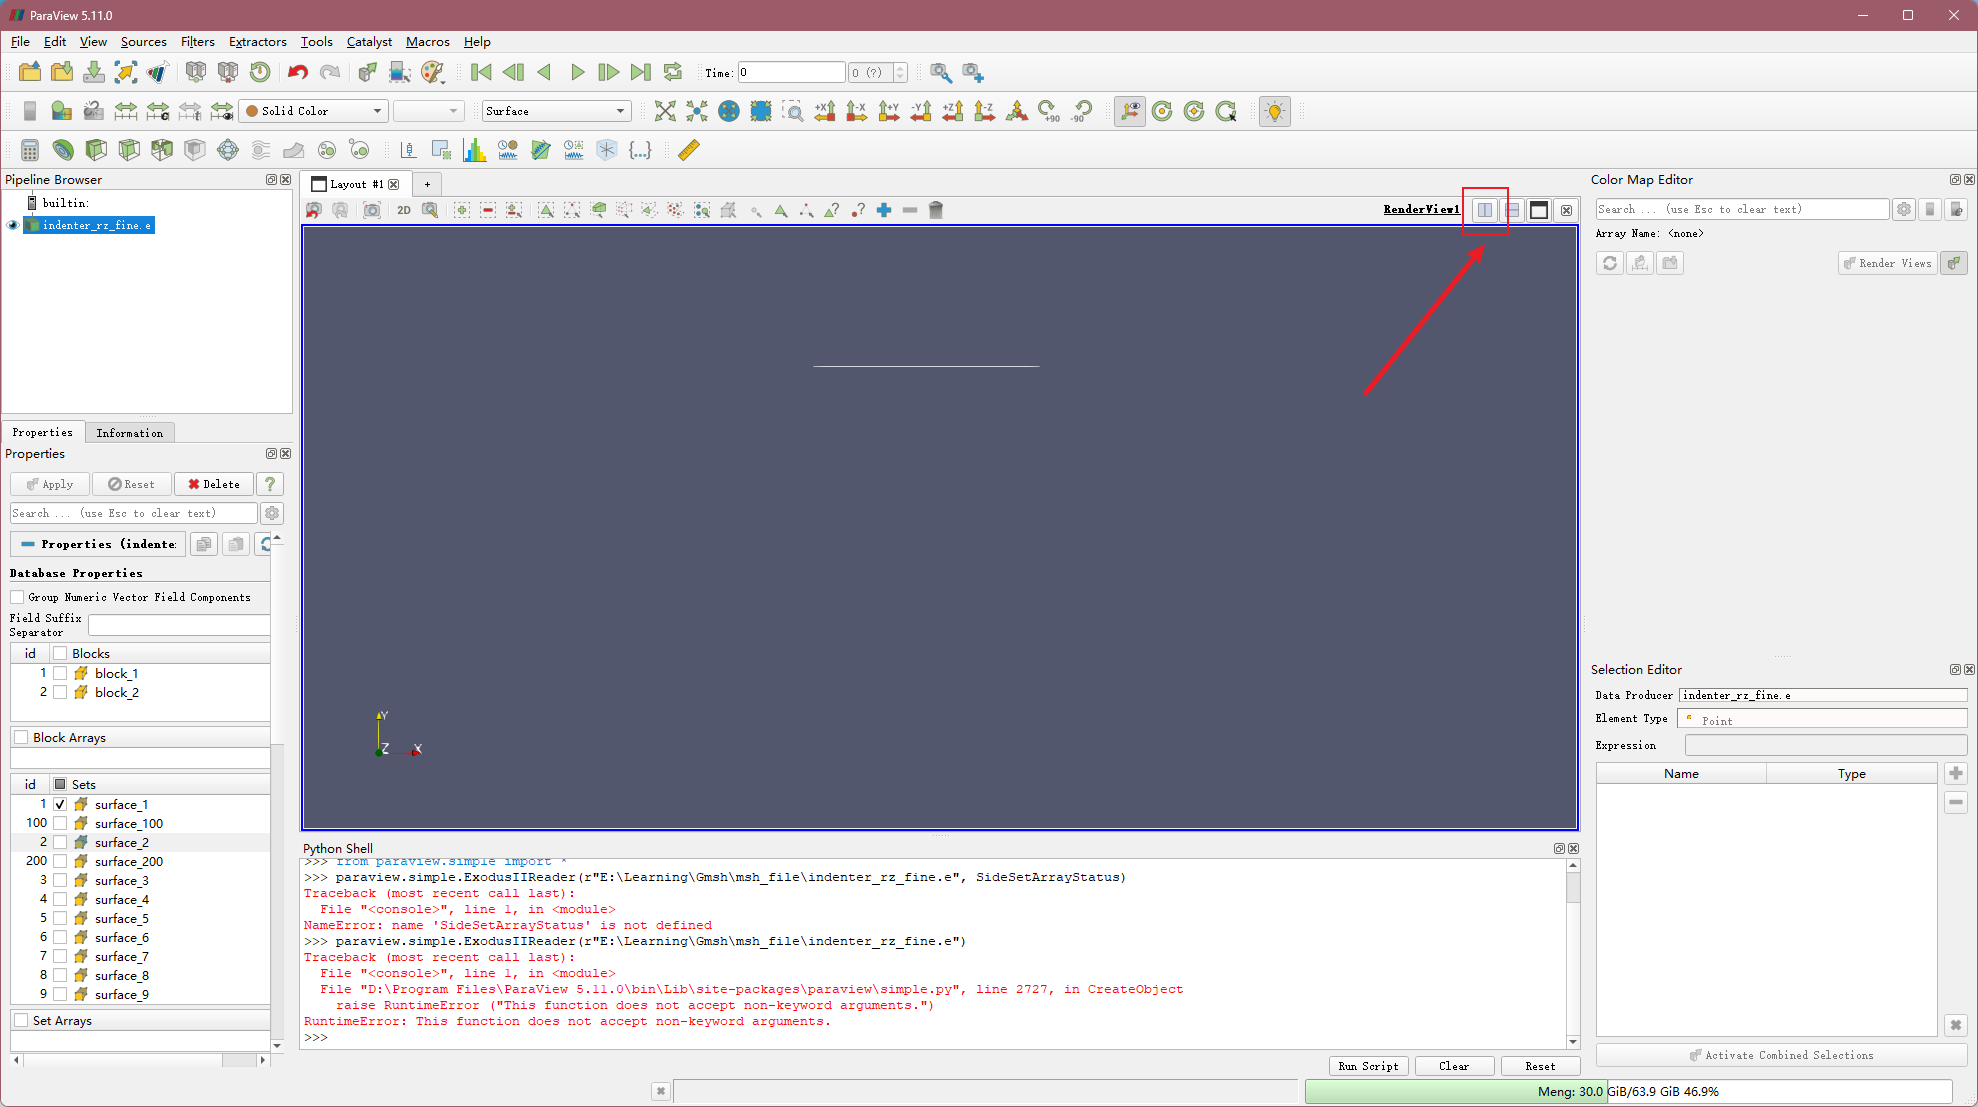 ParaView 5.11.0
File Edit View Sources Filters Extractors Tools Catalyst Macros Help
Time: 0 0 (?)
Solid Color Surface +X -X +Y -Y +Z -Z +90 -90
Pipeline Browser
builtin:
indenter_rz_fine.e
Properties Information
Properties
Apply Reset Delete ?
Search ... (use Esc to clear text)
Properties (indente:
Database Properties
Group Numeric Vector Field Components
Field Suffix
Separator
id Blocks
1 block_1
2 block_2
Block Arrays
id Sets
1 surface_1
100 surface_100
2 surface_2
200 surface_200
3 surface_3
4 surface_4
5 surface_5
6 surface_6
7 surface_7
8 surface_8
9 surface_9
Set Arrays
Layout #1 +
2D RenderView1
Y
Z X
Python Shell
>>> from paraview.simple import *
>>> paraview.simple.ExodusIIReader(r"E:\Learning\Gmsh\msh_file\indenter_rz_fine.e", SideSetArrayStatus)
Traceback (most recent call last):
File "<console>", line 1, in <module>
NameError: name 'SideSetArrayStatus' is not defined
>>> paraview.simple.ExodusIIReader(r"E:\Learning\Gmsh\msh_file\indenter_rz_fine.e")
Traceback (most recent call last):
File "<console>", line 1, in <module>
File "D:\Program Files\ParaView 5.11.0\bin\Lib\site-packages\paraview\simple.py", line 2727, in CreateObject
raise RuntimeError ("This function does not accept non-keyword arguments.")
RuntimeError: This function does not accept non-keyword arguments.
>>>
Run Script Clear Reset
Color Map Editor
Search ... (use Esc to clear text)
Array Name: <none>
Render Views
Selection Editor
Data Producer indenter_rz_fine.e
Element Type Point
Expression
Name Type
Activate Combined Selections
Meng: 30.0 GiB/63.9 GiB 46.9%